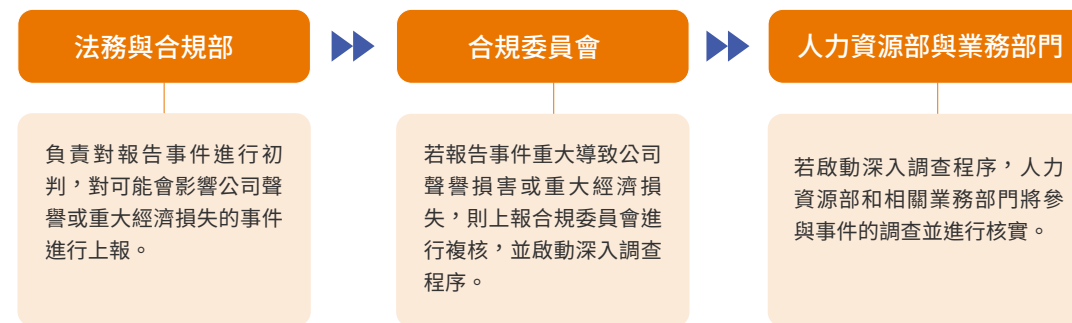 法務與合規部
負責對報告事件進行初
判，對可能會影響公司聲
譽或重大經濟損失的事件
進行上報。
合規委員會
若報告事件重大導致公司
聲譽損害或重大經濟損
失，則上報合規委員會進
行複核，並啟動深入調查
程序。
人力資源部與業務部門
若啟動深入調查程序，人力
資源部和相關業務部門將參
與事件的調查並進行核實。